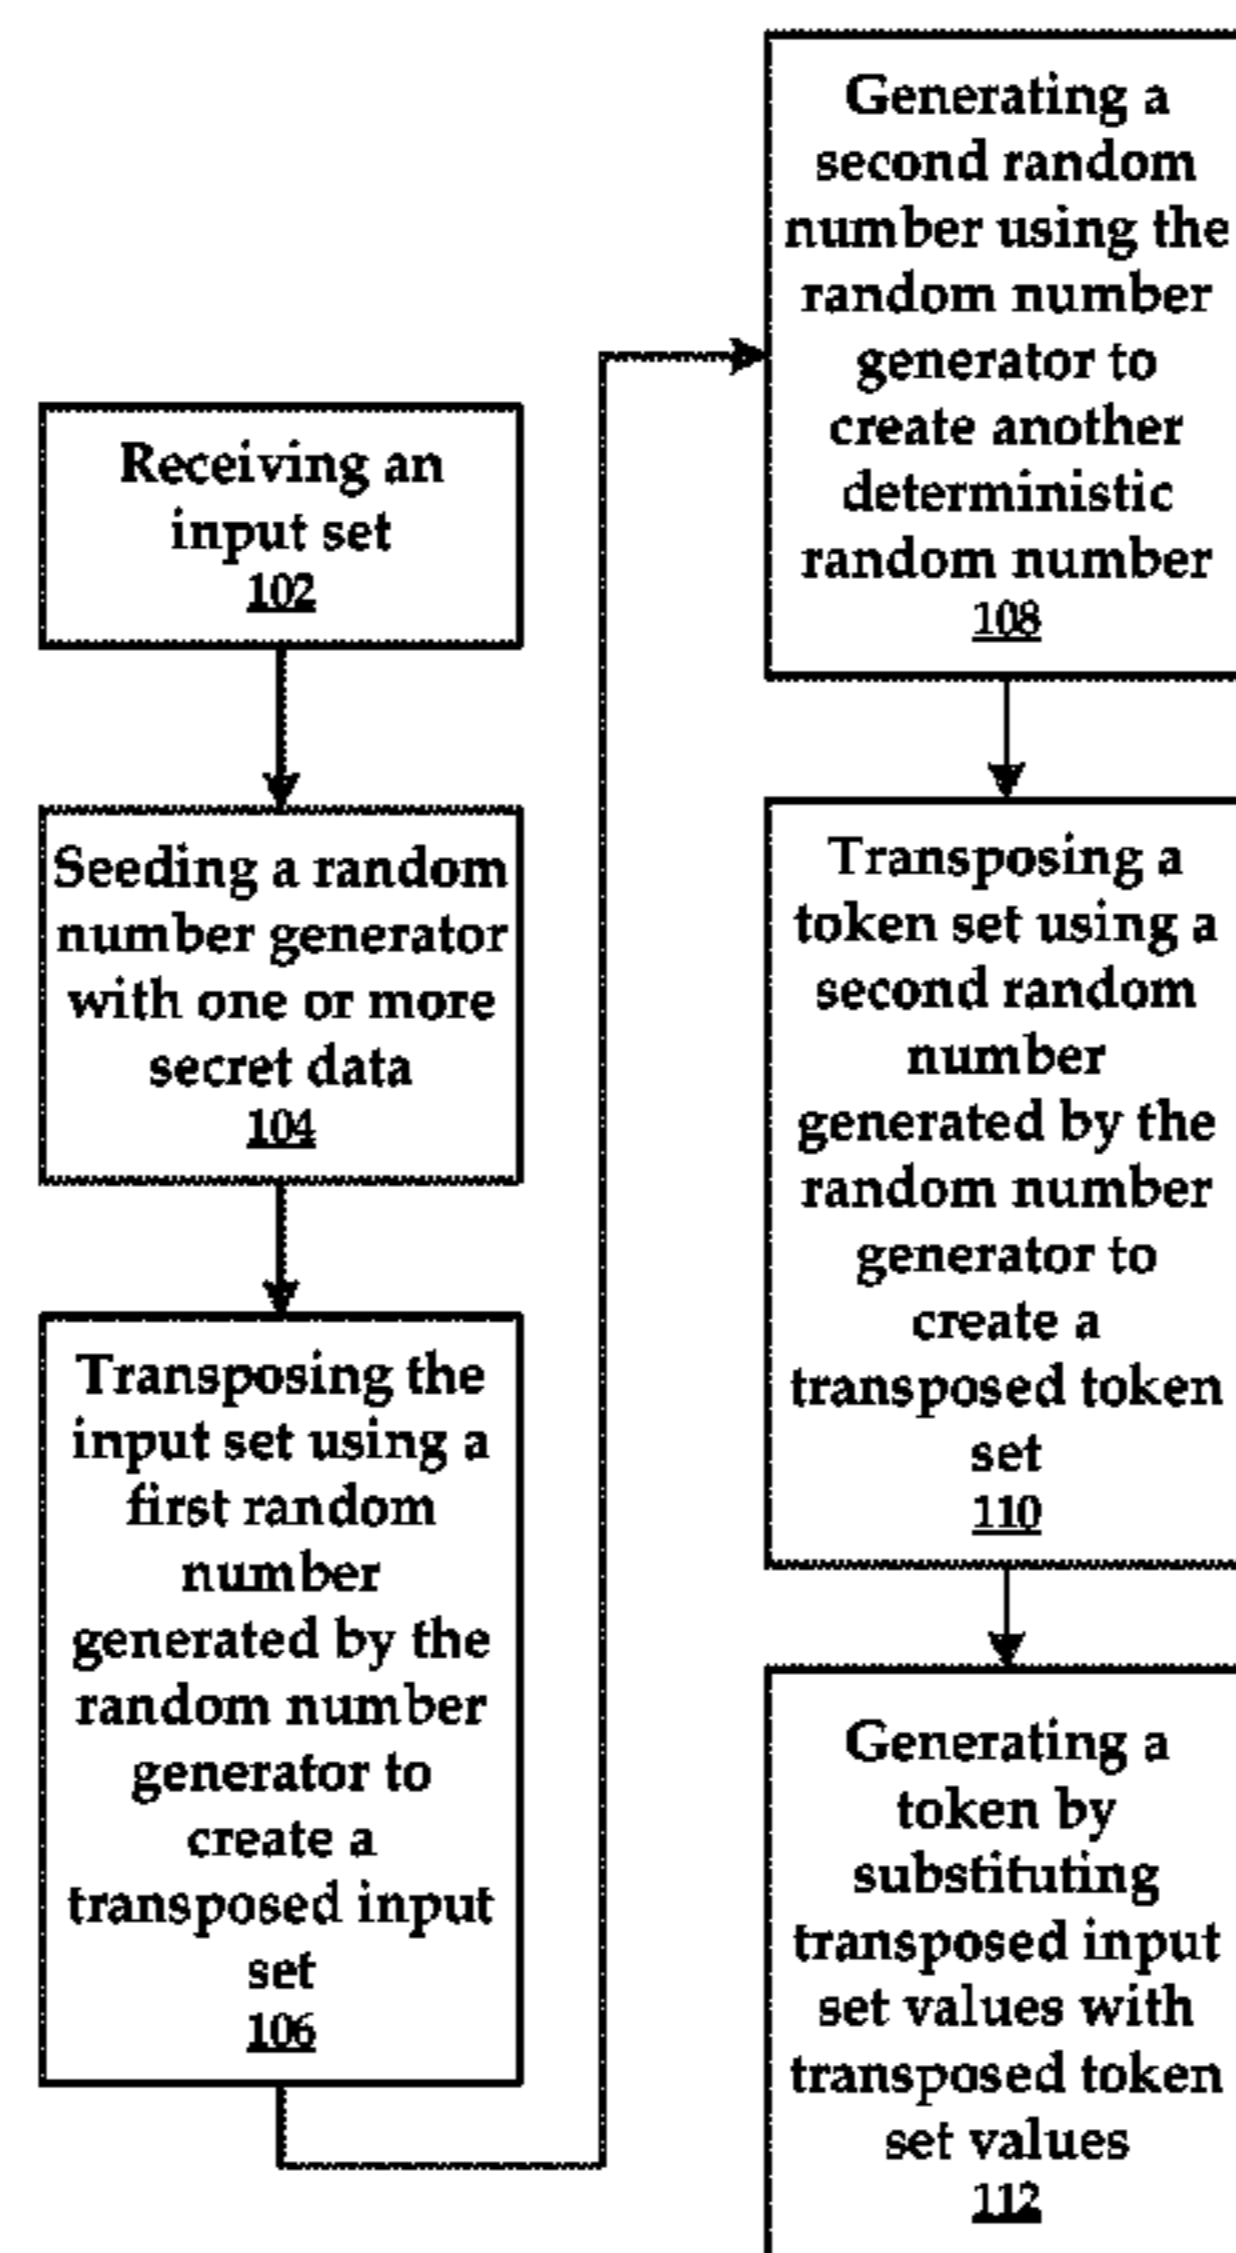 Receiving an
input set
102
Seeding a random
number generator
with one or more
secret data
104
Transposing the
input set using a
first random
number
generated by the
random number
generator to
create a
transposed input
set
106
Generating a
second random
number using the
random number
generator to
create another
deterministic
random number
108
Transposing a
token set using a
second random
number
generated by the
random number
generator to
create a
transposed token
set
110
Generating a
token by
substituting
transposed input
set values with
transposed token
set values
112